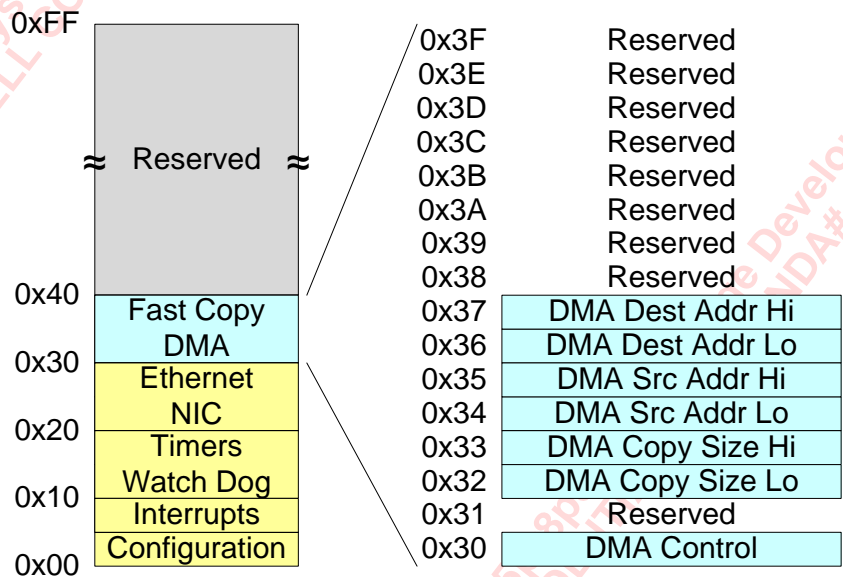 0xFF
≈ Reserved ≈
0x40
Fast Copy
DMA
0x30
Ethernet
NIC
0x20
Timers
Watch Dog
0x10
Interrupts
Configuration
0x00
0x3F Reserved
0x3E Reserved
0x3D Reserved
0x3C Reserved
0x3B Reserved
0x3A Reserved
0x39 Reserved
0x38 Reserved
0x37 DMA Dest Addr Hi
0x36 DMA Dest Addr Lo
0x35 DMA Src Addr Hi
0x34 DMA Src Addr Lo
0x33 DMA Copy Size Hi
0x32 DMA Copy Size Lo
0x31 Reserved
0x30 DMA Control